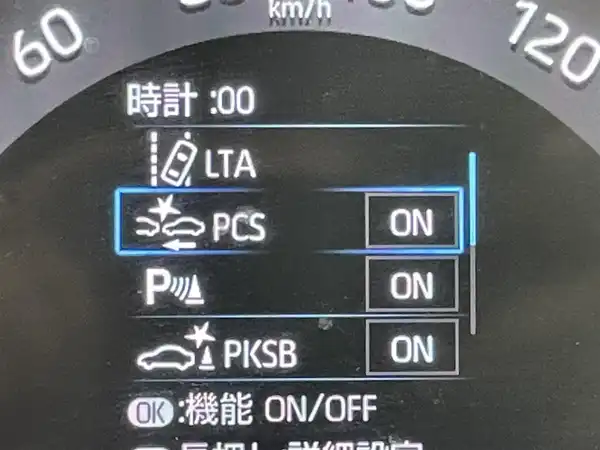 60
km/h
120
時計 :00
LTA
PCS ON
P ON
PKSB ON
OK:機能 ON/OFF